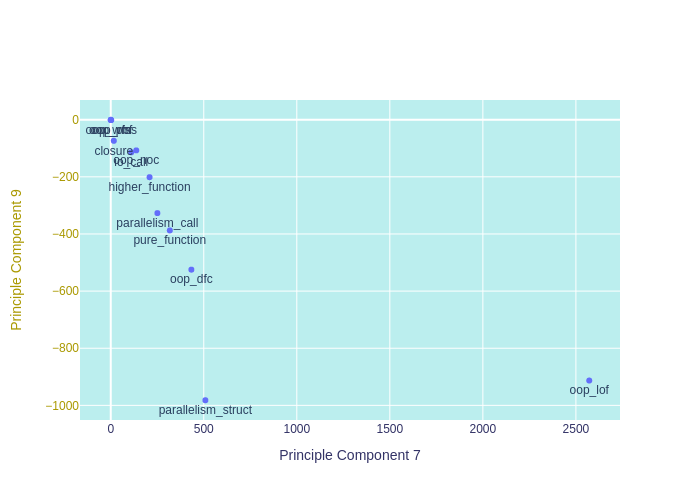 0
closure
oop_noc
io_call
−200
higher_function
parallelism_call
−400
pure_function
oop_dfc
−600
−800
oop_lof
−1000
parallelism_struct
0
500
1000
1500
2000
2500
Principle Component 7
Principle Component 9